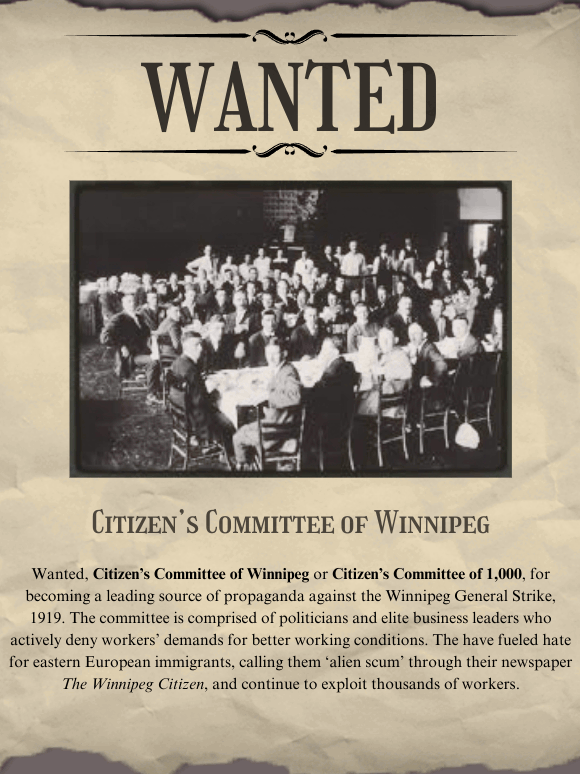 WANTED
Citizen's Committee of Winnipeg
Wanted, Citizen's Committee of Winnipeg or Citizen's Committee of 1,000, for
becoming a leading source of propaganda against the Winnipeg General Strike,
1919. The committee is comprised of politicians and elite business leaders who
actively deny workers' demands for better working conditions. The have fueled hate
for eastern European immigrants, calling them 'alien scum' through their newspaper
The Winnipeg Citizen, and continue to exploit thousands of workers.